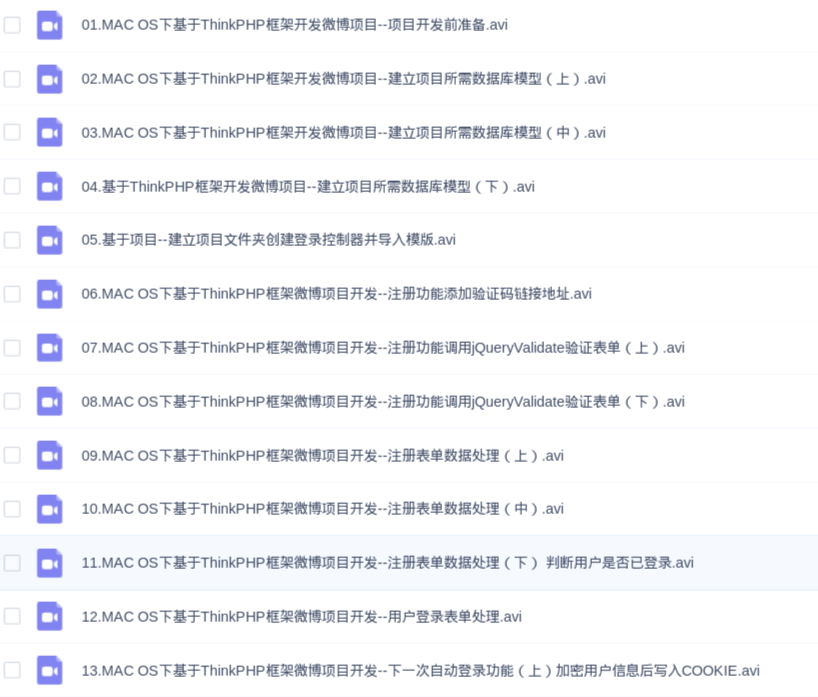 01.MAC OS下基于ThinkPHP框架开发微博项目--项目开发前准备.avi
02.MAC OS下基于ThinkPHP框架开发微博项目--建立项目所需数据库模型（上）.avi
03.MAC OS下基于ThinkPHP框架开发微博项目--建立项目所需数据库模型（中）.avi
04.基于ThinkPHP框架开发微博项目--建立项目所需数据库模型（下）.avi
05.基于项目--建立项目文件夹创建登录控制器并导入模版.avi
06.MAC OS下基于ThinkPHP框架微博项目开发--注册功能添加验证码链接地址.avi
07.MAC OS下基于ThinkPHP框架微博项目开发--注册功能调用jQueryValidate验证表单（上）.avi
08.MAC OS下基于ThinkPHP框架微博项目开发--注册功能调用jQueryValidate验证表单（下）.avi
09.MAC OS下基于ThinkPHP框架微博项目开发--注册表单数据处理（上）.avi
10.MAC OS下基于ThinkPHP框架微博项目开发--注册表单数据处理（中）.avi
11.MAC OS下基于ThinkPHP框架微博项目开发--注册表单数据处理（下） 判断用户是否已登录.avi
12.MAC OS下基于ThinkPHP框架微博项目开发--用户登录表单处理.avi
13.MAC OS下基于ThinkPHP框架微博项目开发--下一次自动登录功能（上）加密用户信息后写入COOKIE.avi